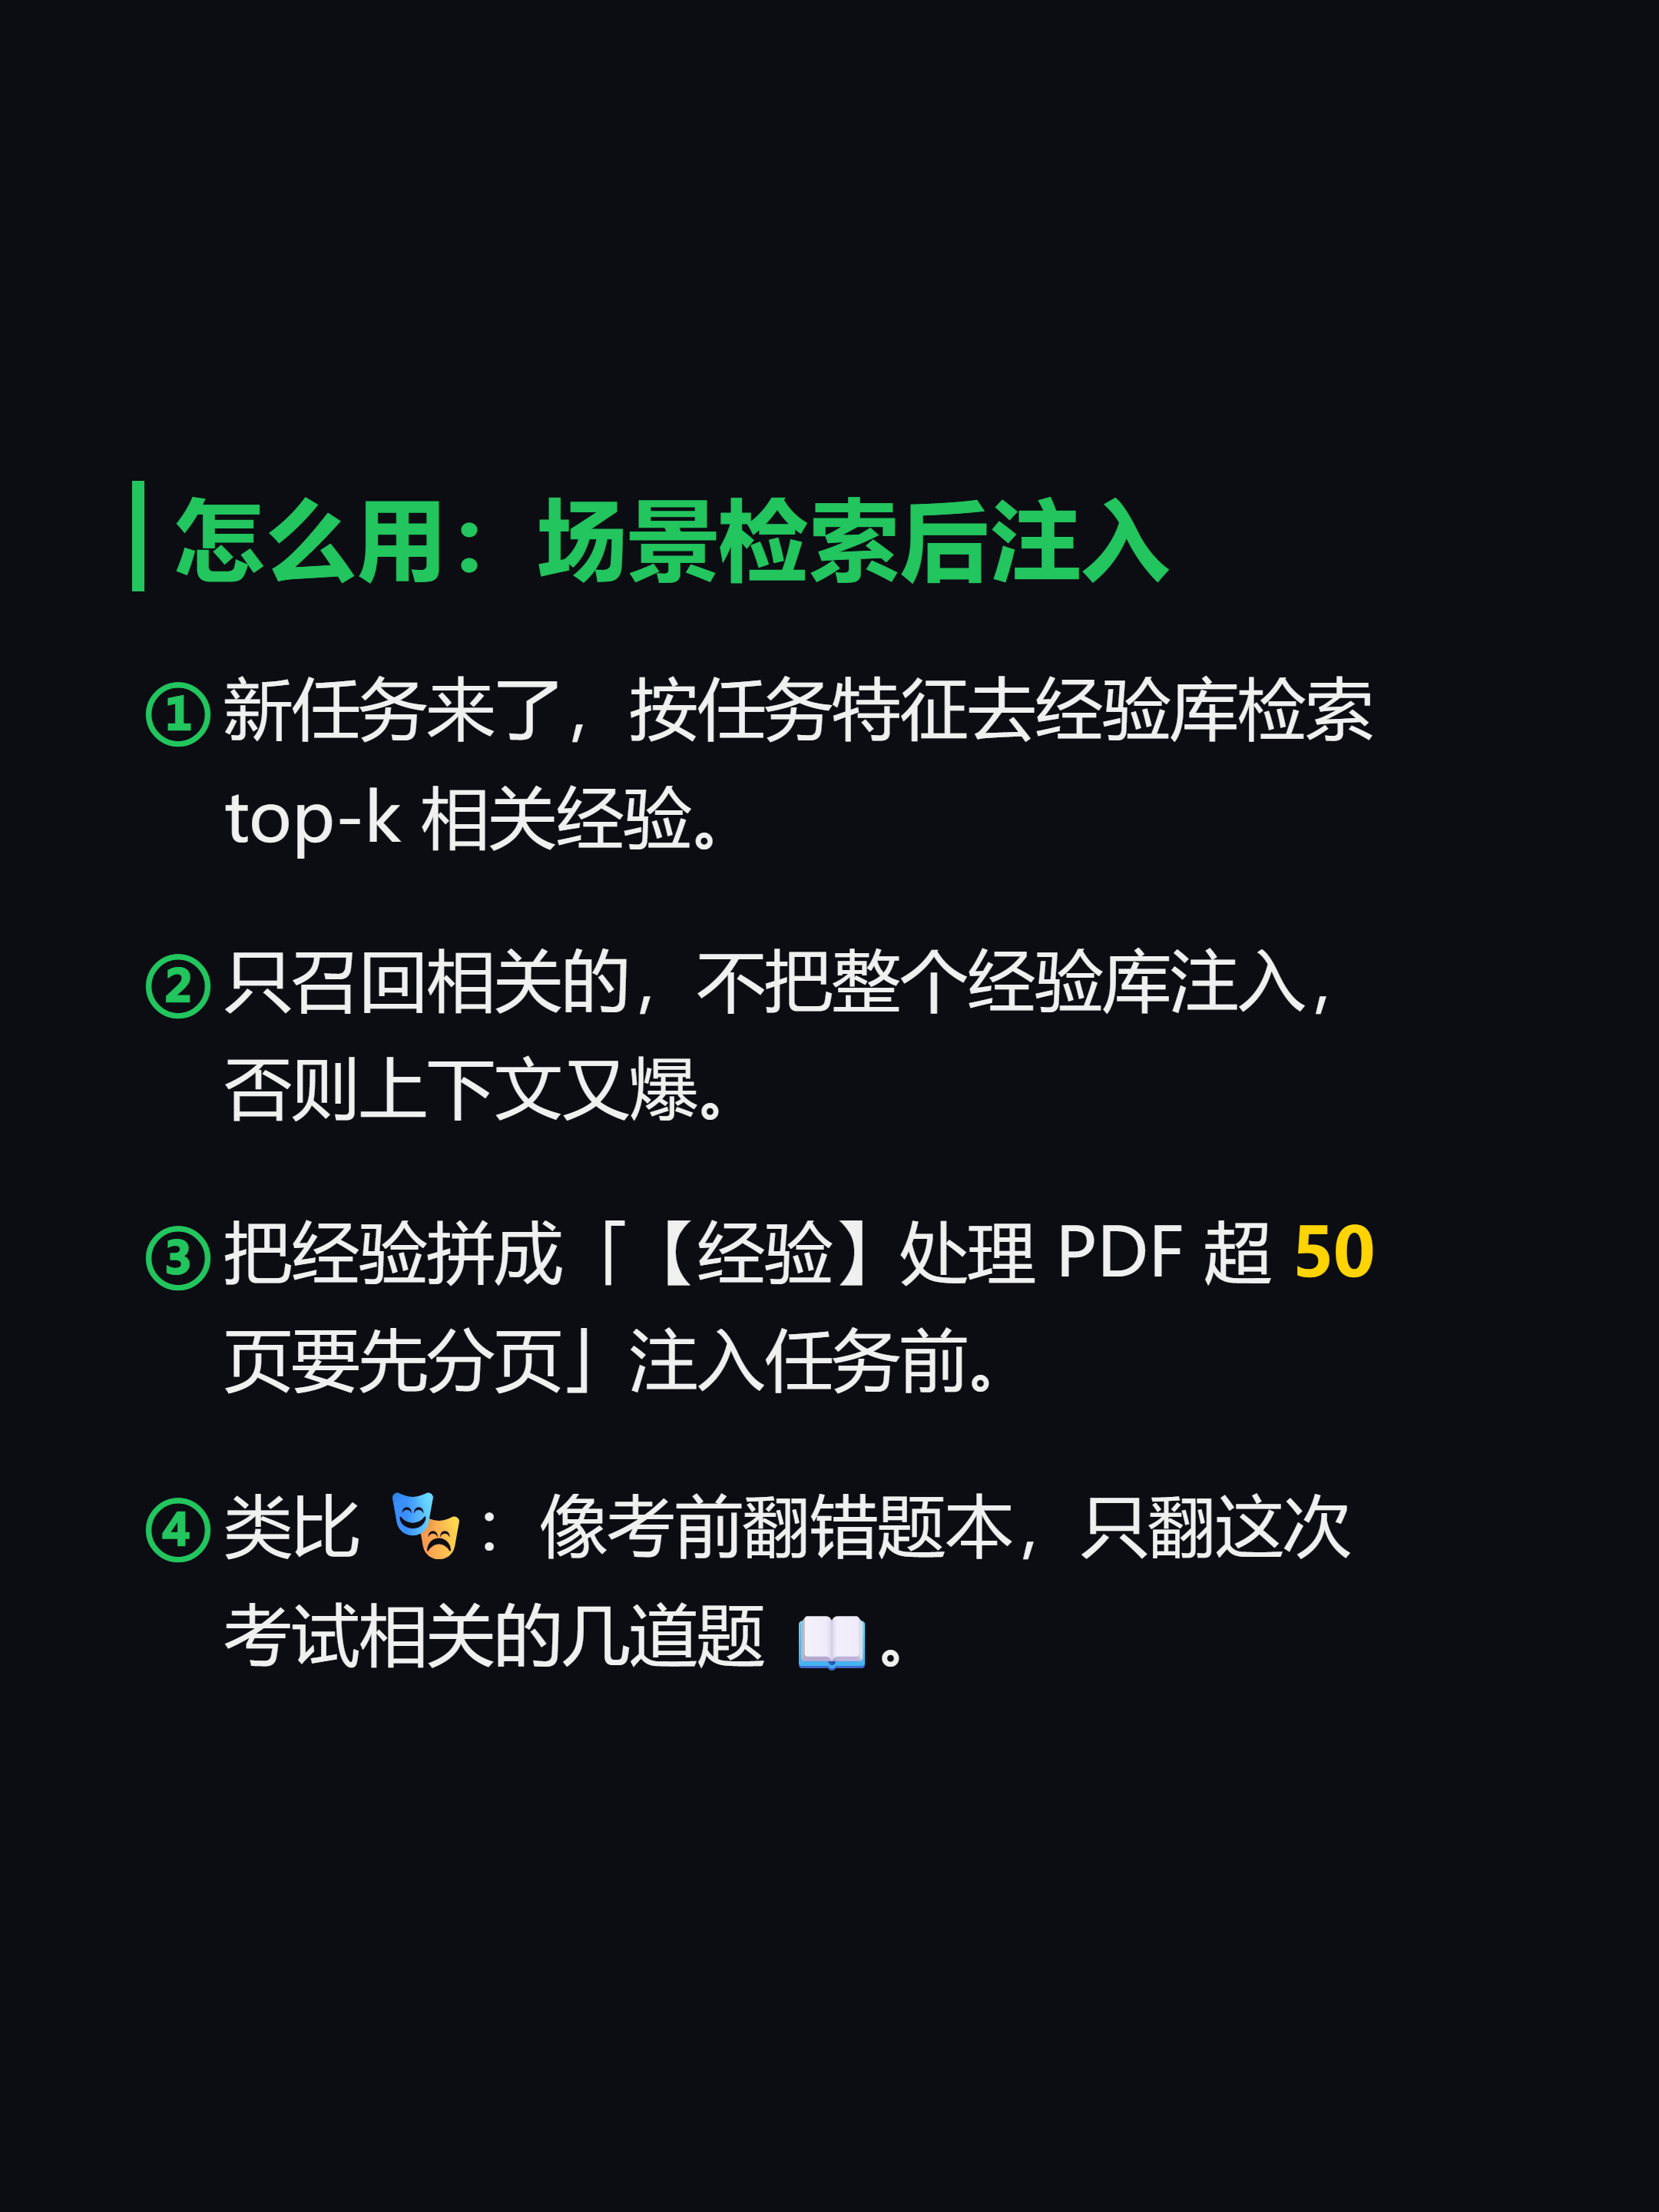 怎么用：场景检索后注入
①新任务来了，按任务特征去经验库检索
top-k 相关经验。
②只召回相关的，不把整个经验库注入，
否则上下文又爆。
③把经验拼成「【经验】处理 PDF 超 50
页要先分页」注入任务前。
④类比 🎭：像考前翻错题本，只翻这次
考试相关的几道题 📖。